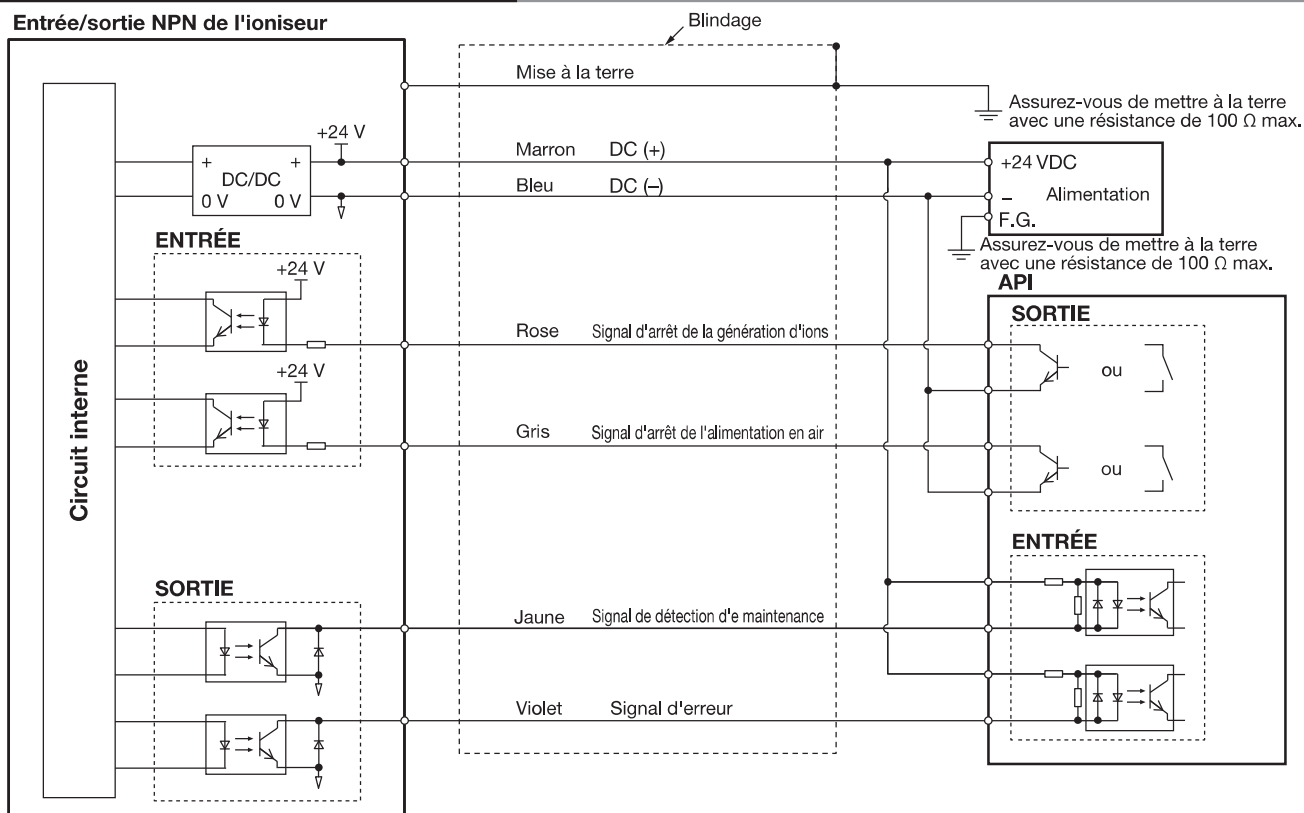 Entrée/sortie NPN de l'ioniseur
Blindage
Mise à la terre
Assurez-vous de mettre à la terre
avec une résistance de 100 Ω max.
+24 V
Marron DC (+)
+24 VDC
+ +
DC/DC
0 V 0 V
Bleu DC (–)
– Alimentation
F.G.
Assurez-vous de mettre à la terre
avec une résistance de 100 Ω max.
ENTRÉE
+24 V
API
SORTIE
Rose Signal d'arrêt de la génération d'ions
ou
+24 V
Circuit interne
Gris Signal d'arrêt de l'alimentation en air
ou
ENTRÉE
SORTIE
Jaune Signal de détection d'e maintenance
Violet Signal d'erreur